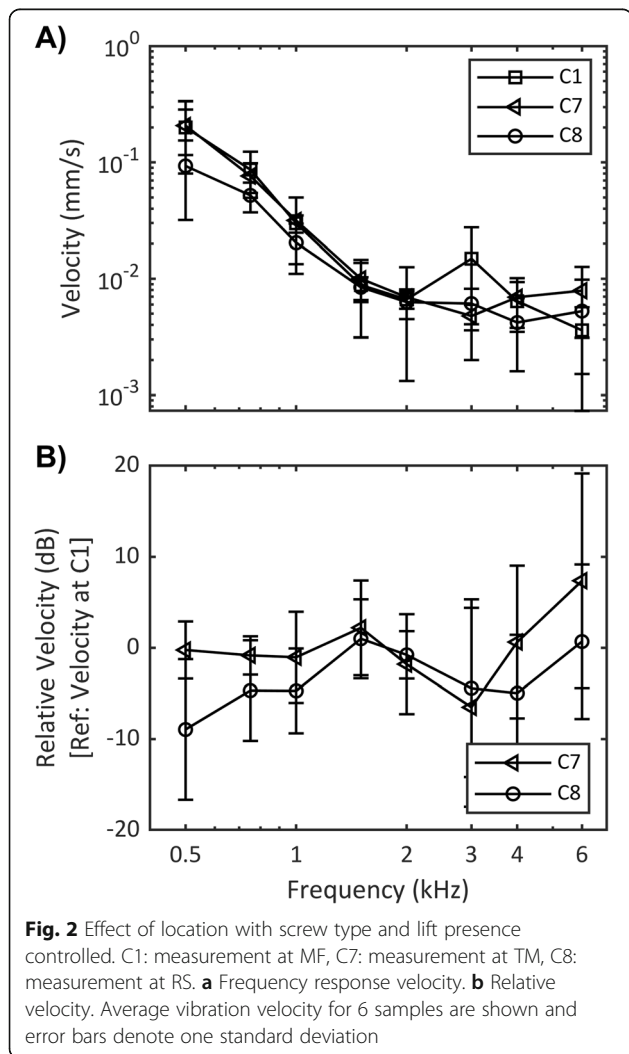 A)
10^0
10^-1
10^-2
10^-3
Velocity (mm/s)
C1
C7
C8
B)
20
10
0
-10
-20
Relative Velocity (dB)
[Ref: Velocity at C1]
C7
C8
0.5 1 2 3 4 6
Frequency (kHz)
Fig. 2 Effect of location with screw type and lift presence
controlled. C1: measurement at MF, C7: measurement at TM, C8:
measurement at RS. a Frequency response velocity. b Relative
velocity. Average vibration velocity for 6 samples are shown and
error bars denote one standard deviation